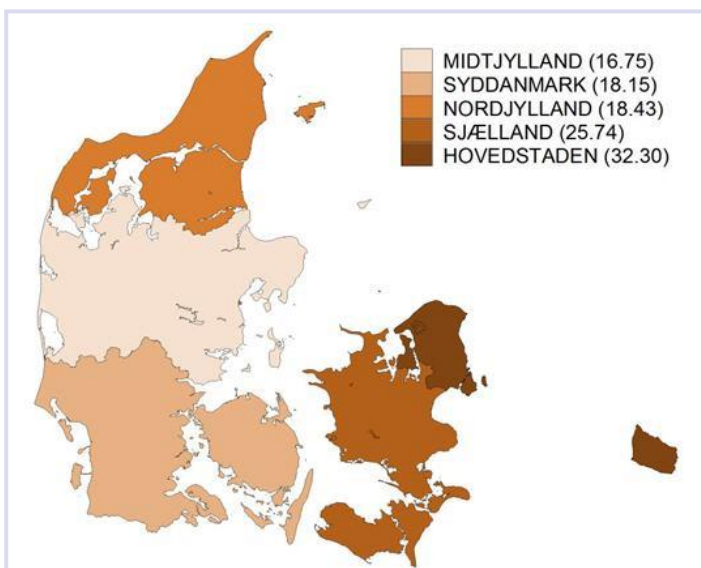 MIDTJYLLAND (16.75)
SYDDANMARK (18.15)
NORDJYLLAND (18.43)
SJÆLLAND (25.74)
HOVEDSTADEN (32.30)